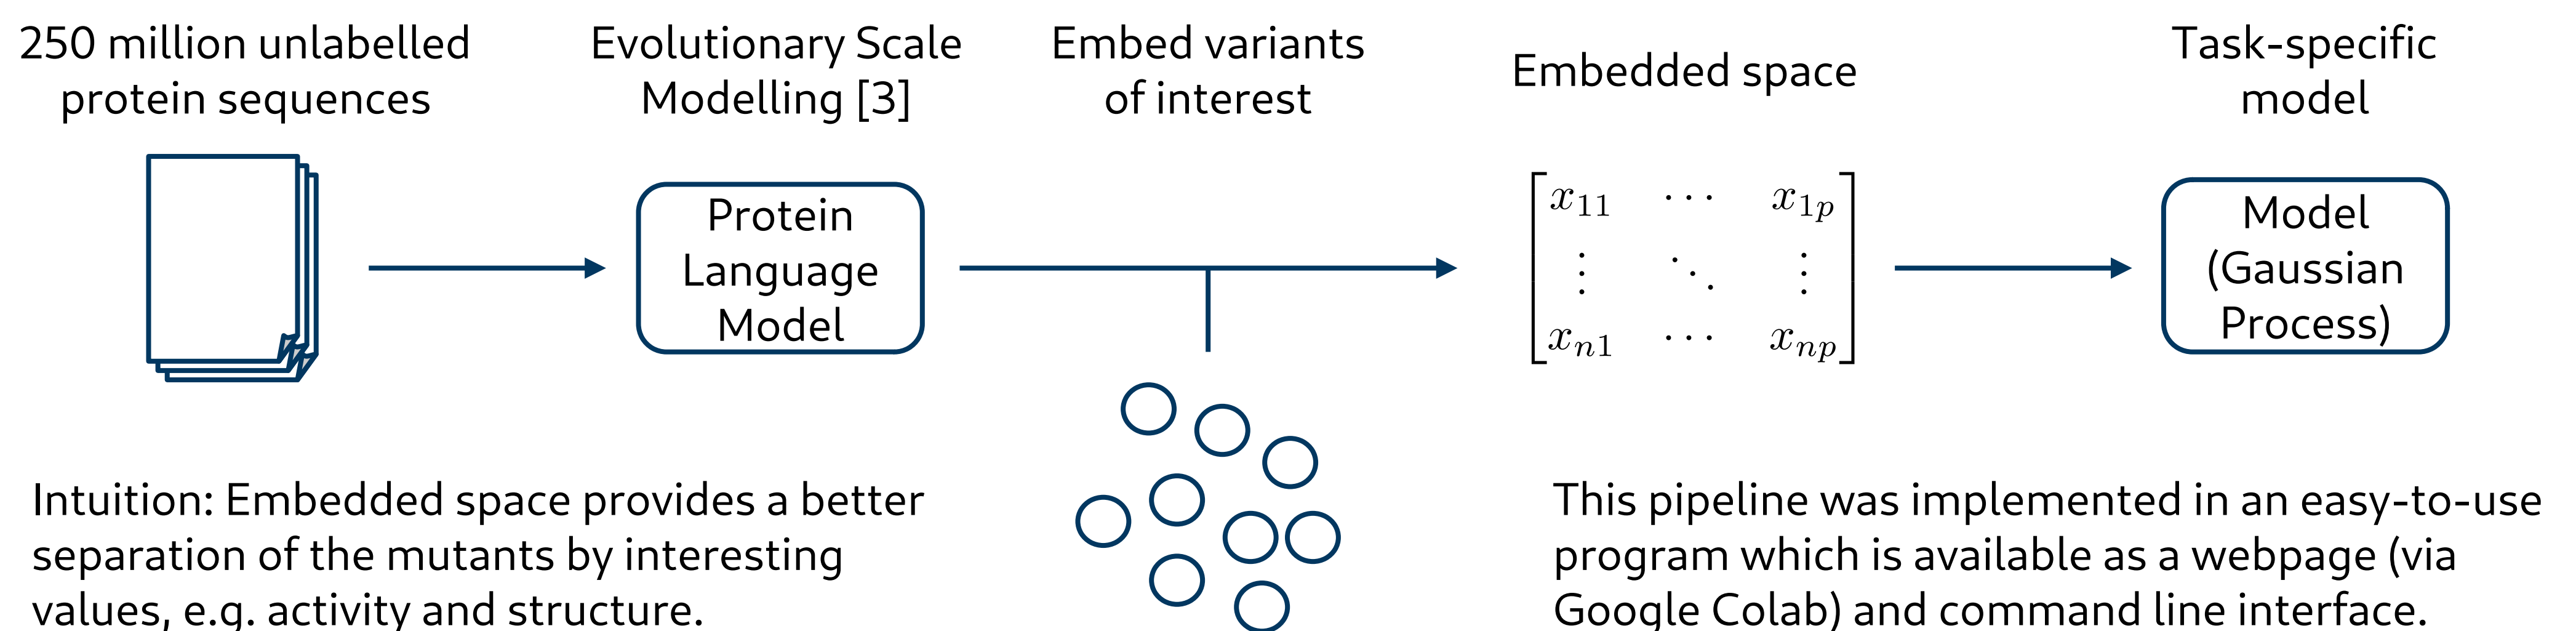 250 million unlabelled
protein sequences
Evolutionary Scale
Modelling [3]
Embed variants
of interest
Embedded space
Task-specific
model
Protein
Language
Model
x11 ⋯ x1p
⋮ ⋱ ⋮
xn1 ⋯ xnp
Model
(Gaussian
Process)
Intuition: Embedded space provides a better
separation of the mutants by interesting
values, e.g. activity and structure.
This pipeline was implemented in an easy-to-use
program which is available as a webpage (via
Google Colab) and command line interface.